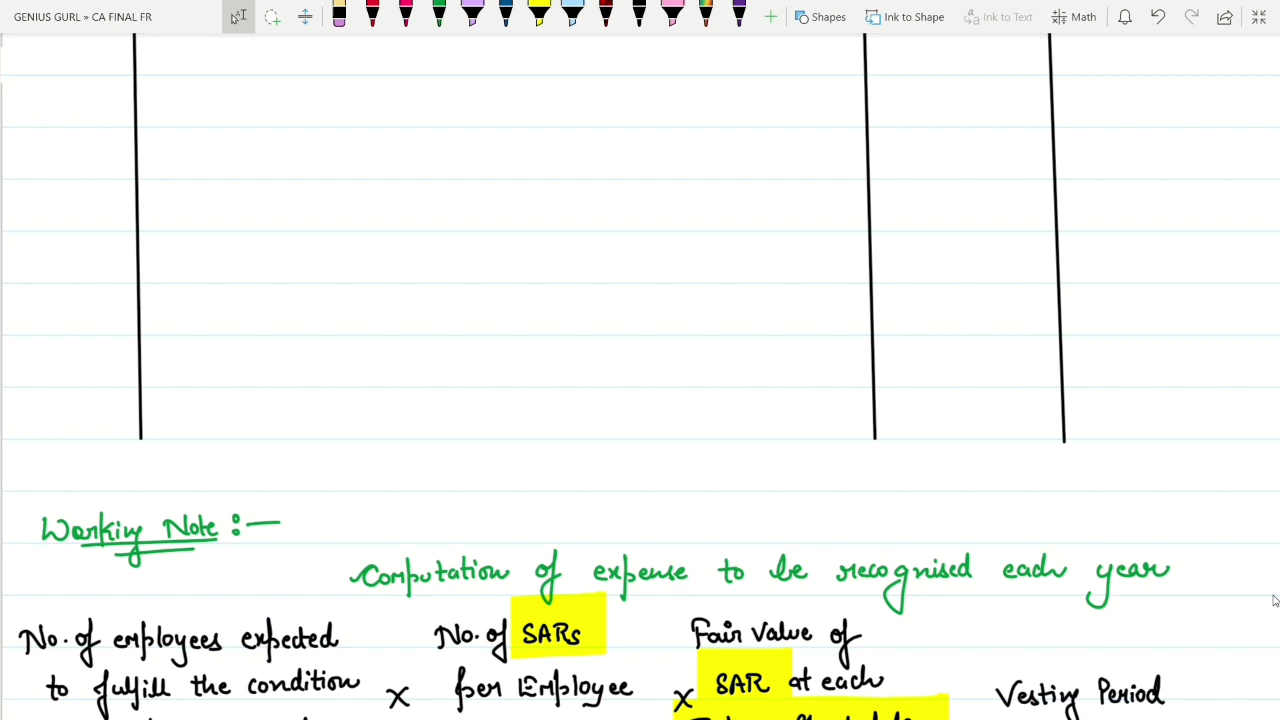 GENIUS GURL » CA FINAL FR
Shapes Ink to Shape Ink to Text Math
Working Note :—
Computation of expense to be recognised each year
No. of employees expected No. of SARs Fair Value of
to fulfill the condition x per Employee x SAR at each Vesting Period